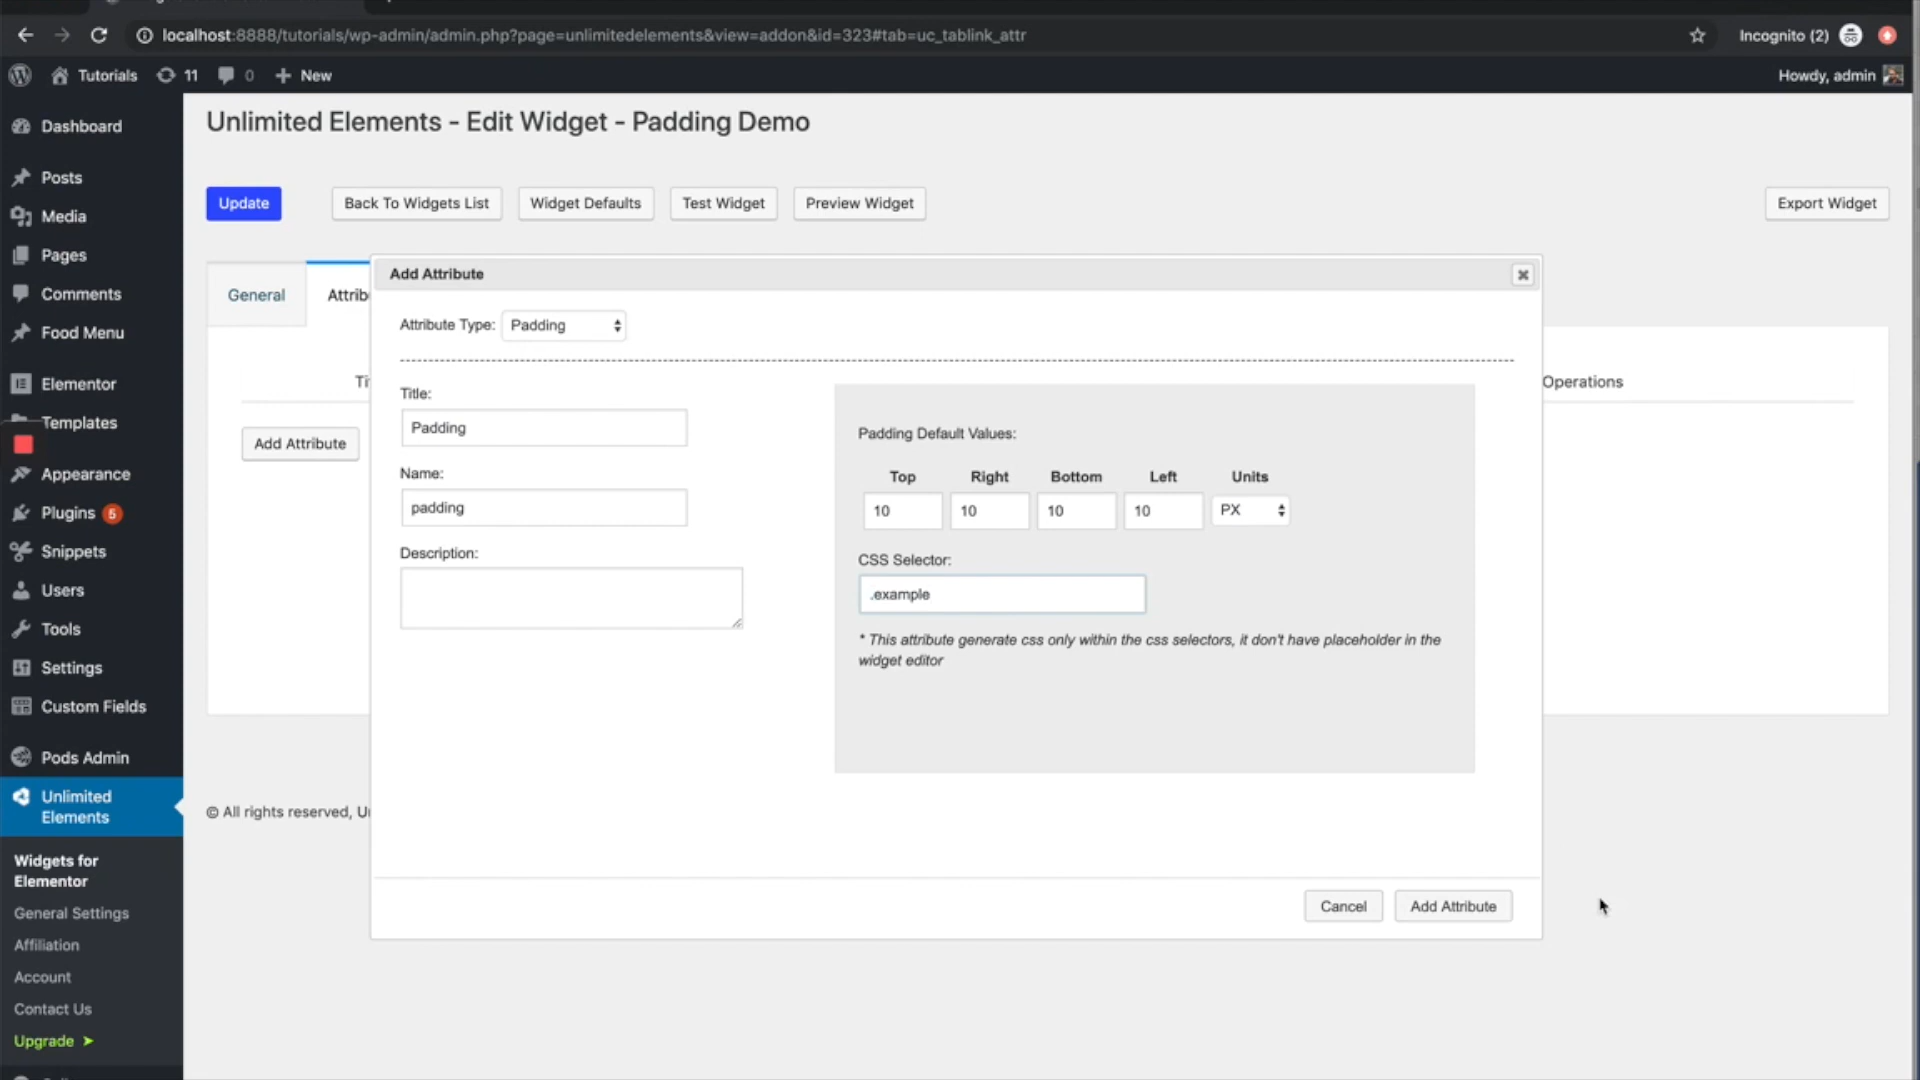 localhost:8888/tutorials/wp-admin/admin.php?page=unlimitedelements&view=addon&id=323#tab=uc_tablink_attr
Incognito (2)
Tutorials
11
0
New
Howdy, admin
Dashboard
Posts
Media
Pages
Comments
Food Menu
Elementor
Templates
Appearance
Plugins 5
Snippets
Users
Tools
Settings
Custom Fields
Pods Admin
Unlimited
Elements
Widgets for
Elementor
General Settings
Affiliation
Account
Contact Us
Upgrade ➤
Unlimited Elements - Edit Widget - Padding Demo
Update
Back To Widgets List
Widget Defaults
Test Widget
Preview Widget
Export Widget
General
Attrib
Ti
Operations
Add Attribute
© All rights reserved, U
Add Attribute
Attribute Type: Padding
Title:
Padding
Name:
padding
Description:
Padding Default Values:
Top Right Bottom Left Units
10 10 10 10 PX
CSS Selector:
.example
* This attribute generate css only within the css selectors, it don't have placeholder in the
widget editor
Cancel
Add Attribute